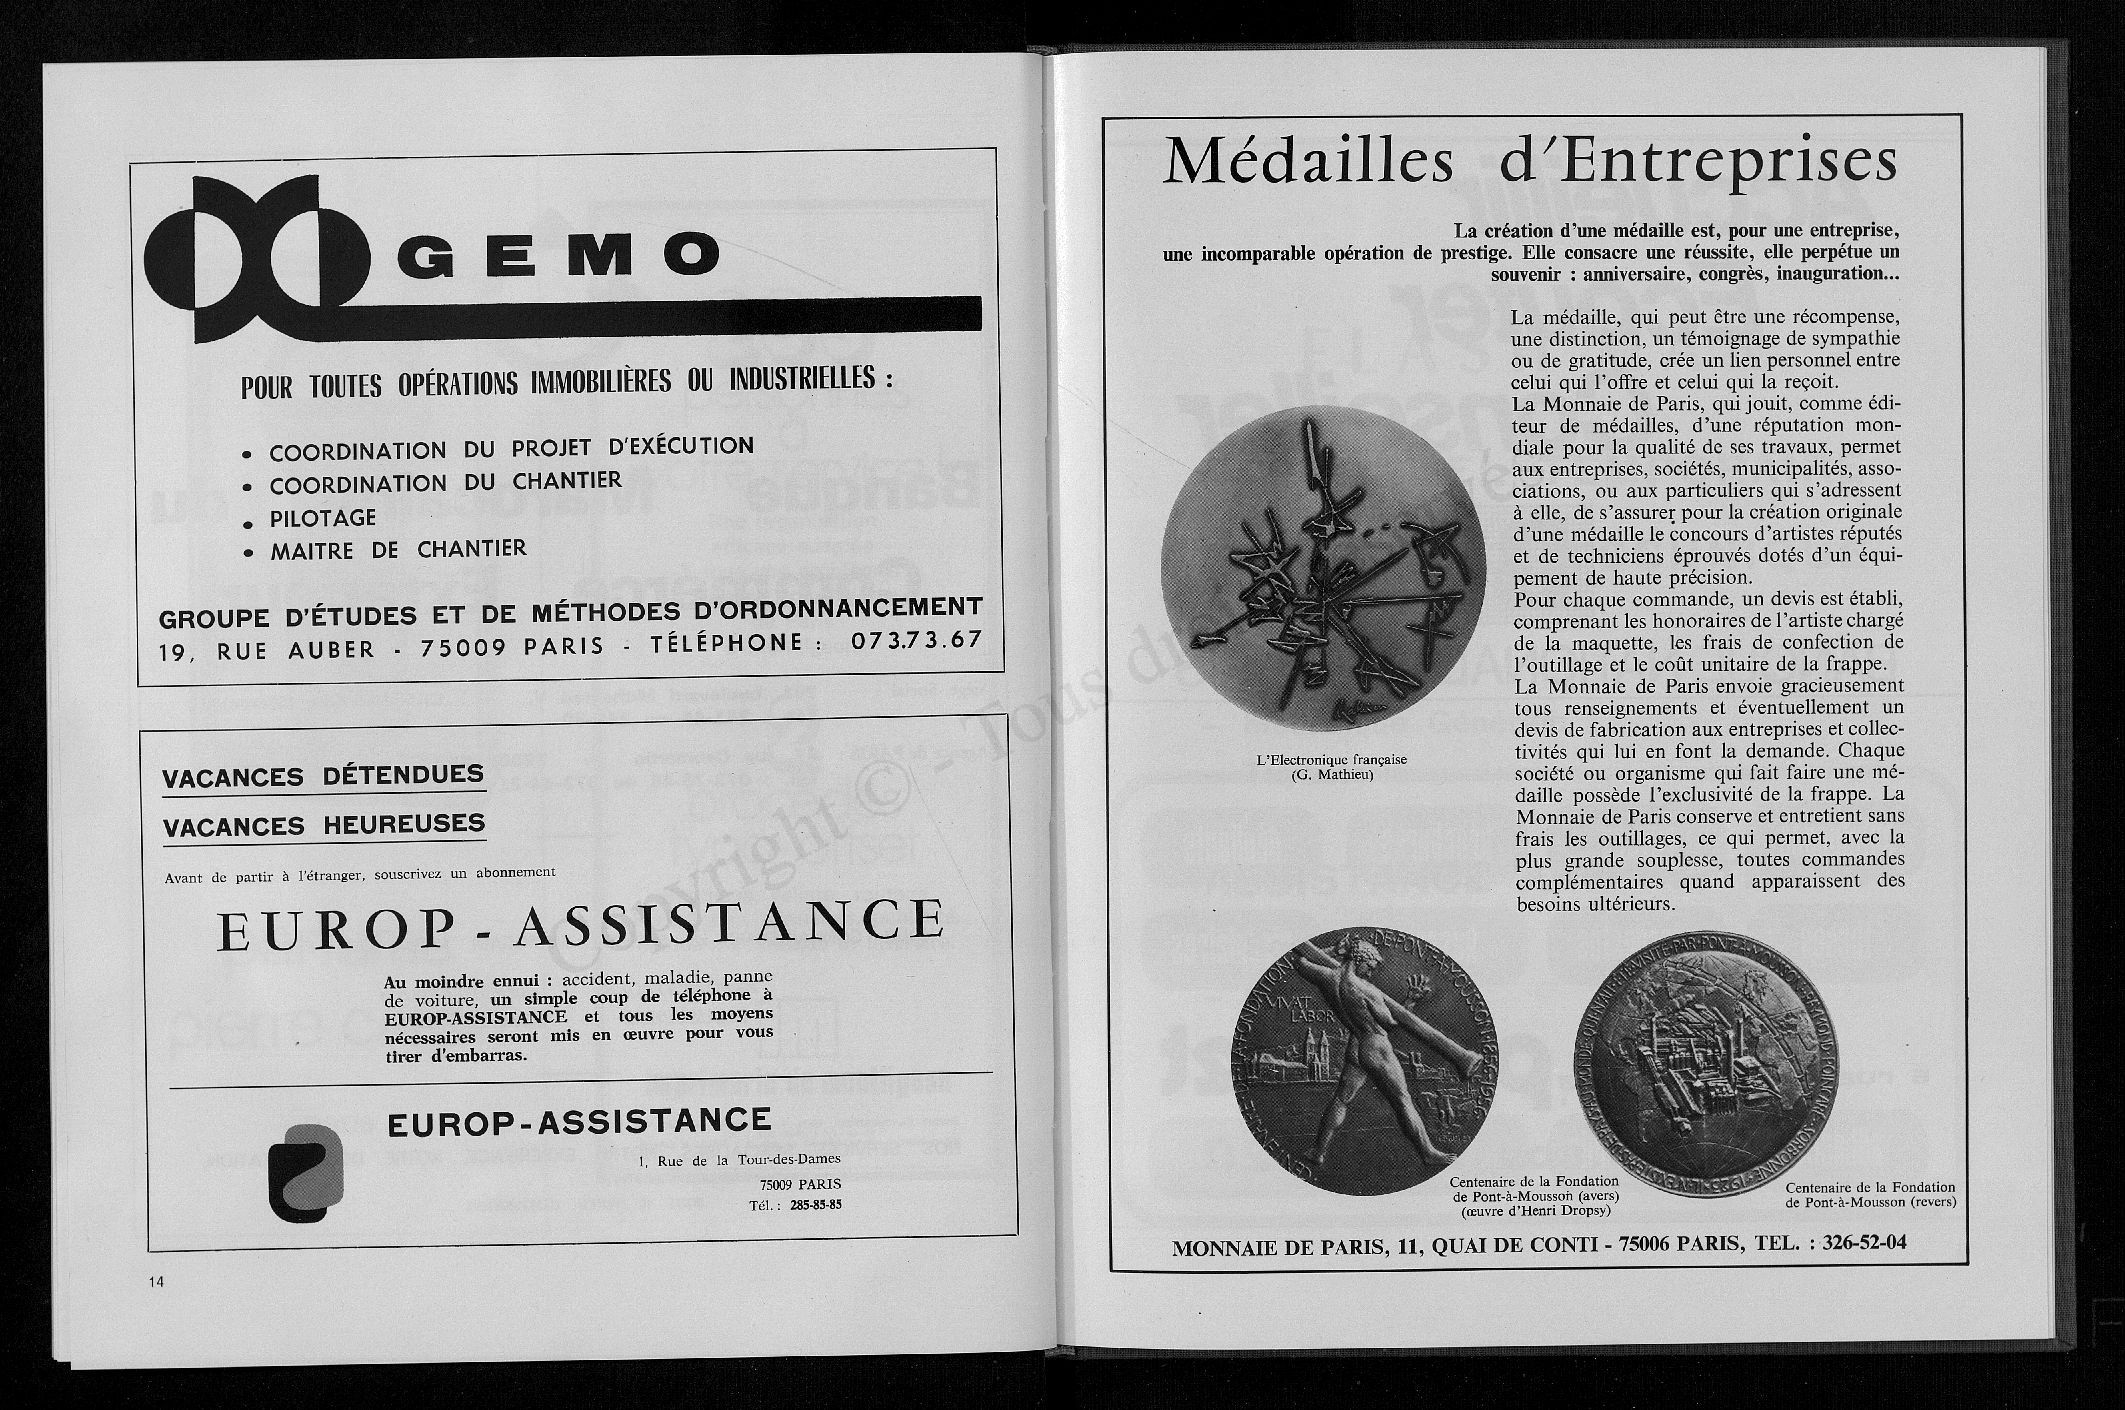 GEMO
POUR TOUTES OPÉRATIONS IMMOBILIÈRES OU INDUSTRIELLES :
• COORDINATION DU PROJET D'EXÉCUTION
• COORDINATION DU CHANTIER
• PILOTAGE
• MAITRE DE CHANTIER
GROUPE D'ÉTUDES ET DE MÉTHODES D'ORDONNANCEMENT
19, RUE AUBER - 75009 PARIS - TÉLÉPHONE : 073.73.67
VACANCES DÉTENDUES
VACANCES HEUREUSES
Avant de partir à l'étranger, souscrivez un abonnement
EUROP - ASSISTANCE
Au moindre ennui : accident, maladie, panne
de voiture, un simple coup de téléphone à
EUROP-ASSISTANCE et tous les moyens
nécessaires seront mis en œuvre pour vous
tirer d'embarras.
EUROP-ASSISTANCE
1, Rue de la Tour-des-Dames
75009 PARIS
Tél. : 285-85-85
14
Médailles d'Entreprises
La création d'une médaille est, pour une entreprise,
une incomparable opération de prestige. Elle consacre une réussite, elle perpétue un
souvenir : anniversaire, congrès, inauguration...
La médaille, qui peut être une récompense,
une distinction, un témoignage de sympathie
ou de gratitude, crée un lien personnel entre
celui qui l'offre et celui qui la reçoit.
La Monnaie de Paris, qui jouit, comme édi-
teur de médailles, d'une réputation mon-
diale pour la qualité de ses travaux, permet
aux entreprises, sociétés, municipalités, asso-
ciations, ou aux particuliers qui s'adressent
à elle, de s'assurer pour la création originale
d'une médaille le concours d'artistes réputés
et de techniciens éprouvés dotés d'un équi-
pement de haute précision.
Pour chaque commande, un devis est établi,
comprenant les honoraires de l'artiste chargé
de la maquette, les frais de confection de
l'outillage et le coût unitaire de la frappe.
La Monnaie de Paris envoie gracieusement
tous renseignements et éventuellement un
devis de fabrication aux entreprises et collec-
tivités qui lui en font la demande. Chaque
société ou organisme qui fait faire une mé-
daille possède l'exclusivité de la frappe. La
Monnaie de Paris conserve et entretient sans
frais les outillages, ce qui permet, avec la
plus grande souplesse, toutes commandes
complémentaires quand apparaissent des
besoins ultérieurs.
L'Electronique française
(G. Mathieu)
VIVAT
LABOR
CENTENAIRE DE LA FONDATION DE PONT-A-MOUSSON 1856-1956
Centenaire de la Fondation
de Pont-à-Mousson (avers)
(œuvre d'Henri Dropsy)
Centenaire de la Fondation
de Pont-à-Mousson (revers)
MONNAIE DE PARIS, 11, QUAI DE CONTI - 75006 PARIS, TEL. : 326-52-04
Copyright © - Tous